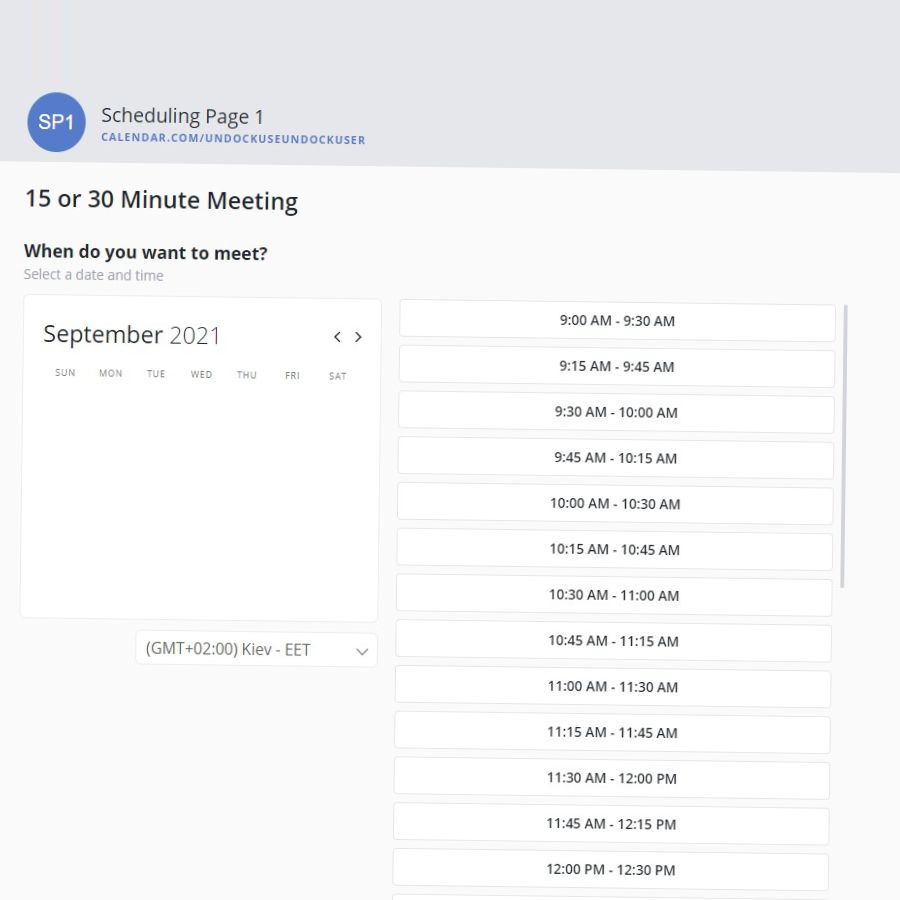 SP1
Scheduling Page 1
CALENDAR.COM/UNDOCKUSEUNDOCKUSER
15 or 30 Minute Meeting
When do you want to meet?
Select a date and time
September 2021
SUN MON TUE WED THU FRI SAT
(GMT+02:00) Kiev - EET
9:00 AM - 9:30 AM
9:15 AM - 9:45 AM
9:30 AM - 10:00 AM
9:45 AM - 10:15 AM
10:00 AM - 10:30 AM
10:15 AM - 10:45 AM
10:30 AM - 11:00 AM
10:45 AM - 11:15 AM
11:00 AM - 11:30 AM
11:15 AM - 11:45 AM
11:30 AM - 12:00 PM
11:45 AM - 12:15 PM
12:00 PM - 12:30 PM